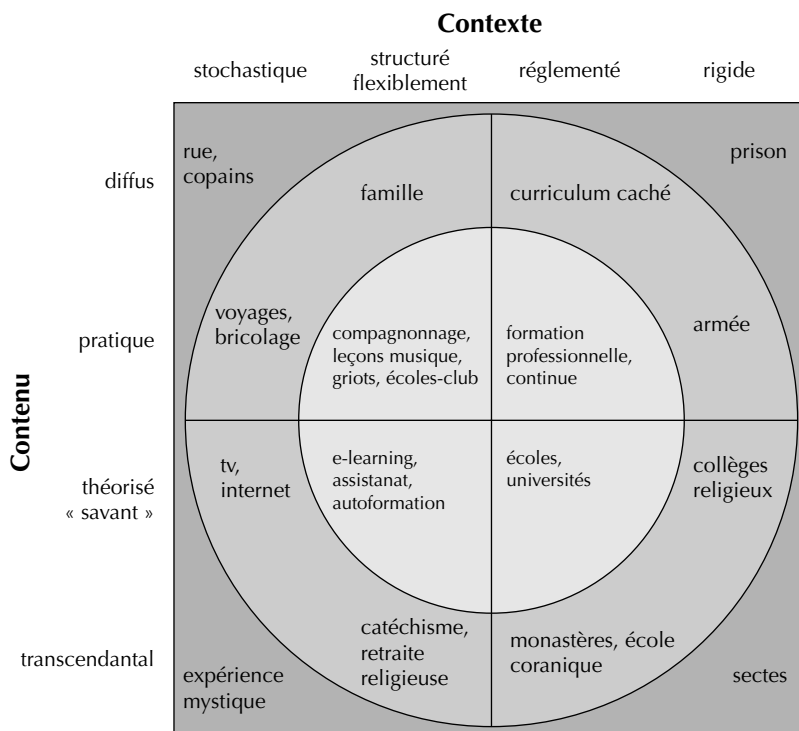 Contexte
stochastique
structuré
flexiblement
réglementé
rigide
Contenu
diffus
rue,
copains
famille
curriculum caché
prison
pratique
voyages,
bricolage
compagnonnage,
leçons musique,
griots, écoles-club
formation
professionnelle,
continue
armée
théorisé
« savant »
tv,
internet
e-learning,
assistanat,
autoformation
écoles,
universités
collèges
religieux
transcendantal
expérience
mystique
catéchisme,
retraite
religieuse
monastères, école
coranique
sectes